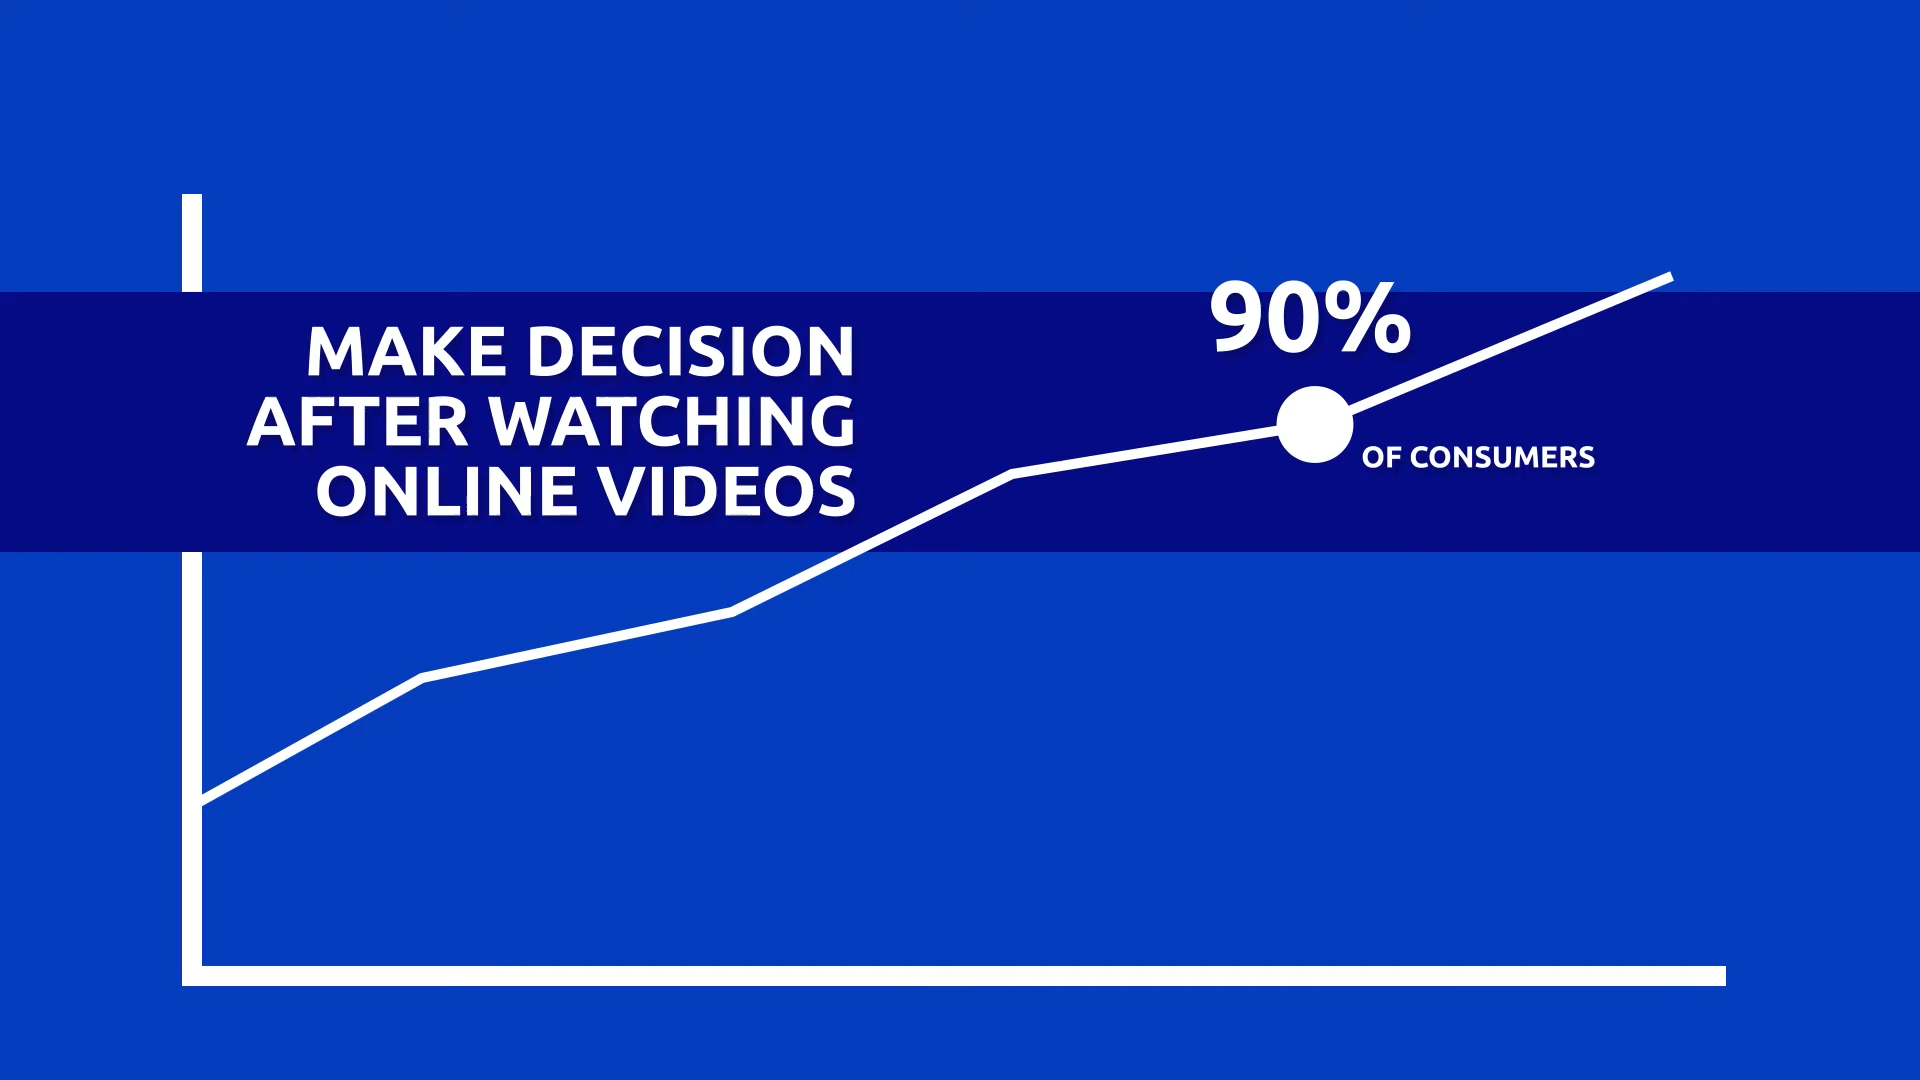 90%
OF CONSUMERS
MAKE DECISION
AFTER WATCHING
ONLINE VIDEOS